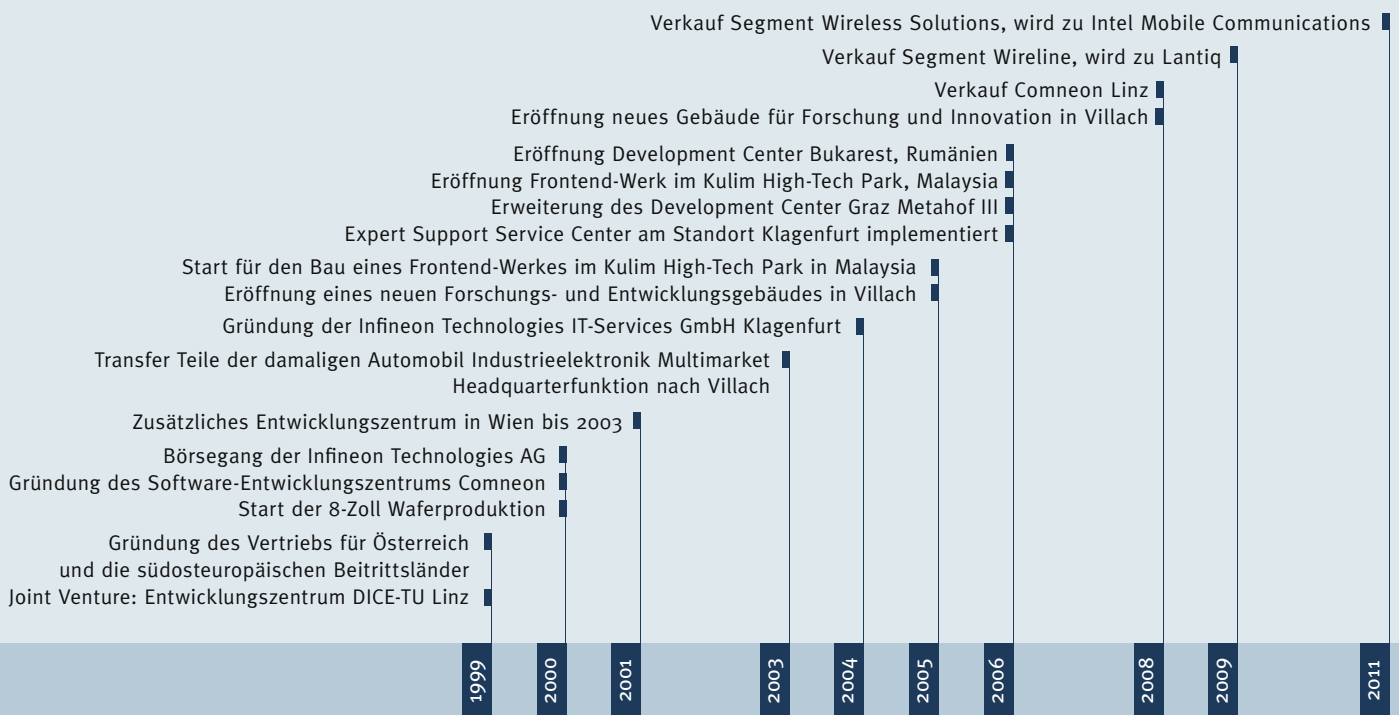 Verkauf Segment Wireless Solutions, wird zu Intel Mobile Communications
Verkauf Segment Wireline, wird zu Lantiq
Verkauf Comneon Linz
Eröffnung neues Gebäude für Forschung und Innovation in Villach
Eröffnung Development Center Bukarest, Rumänien
Eröffnung Frontend-Werk im Kulim High-Tech Park, Malaysia
Erweiterung des Development Center Graz Metahof III
Expert Support Service Center am Standort Klagenfurt implementiert
Start für den Bau eines Frontend-Werkes im Kulim High-Tech Park in Malaysia
Eröffnung eines neuen Forschungs- und Entwicklungsgebäudes in Villach
Gründung der Infineon Technologies IT-Services GmbH Klagenfurt
Transfer Teile der damaligen Automobil Industrieelektronik Multimarket
Headquarterfunktion nach Villach
Zusätzliches Entwicklungszentrum in Wien bis 2003
Börsegang der Infineon Technologies AG
Gründung des Software-Entwicklungszentrums Comneon
Start der 8-Zoll Waferproduktion
Gründung des Vertriebs für Österreich
und die südosteuropäischen Beitrittsländer
Joint Venture: Entwicklungszentrum DICE-TU Linz
1999
2000
2001
2003
2004
2005
2006
2008
2009
2011